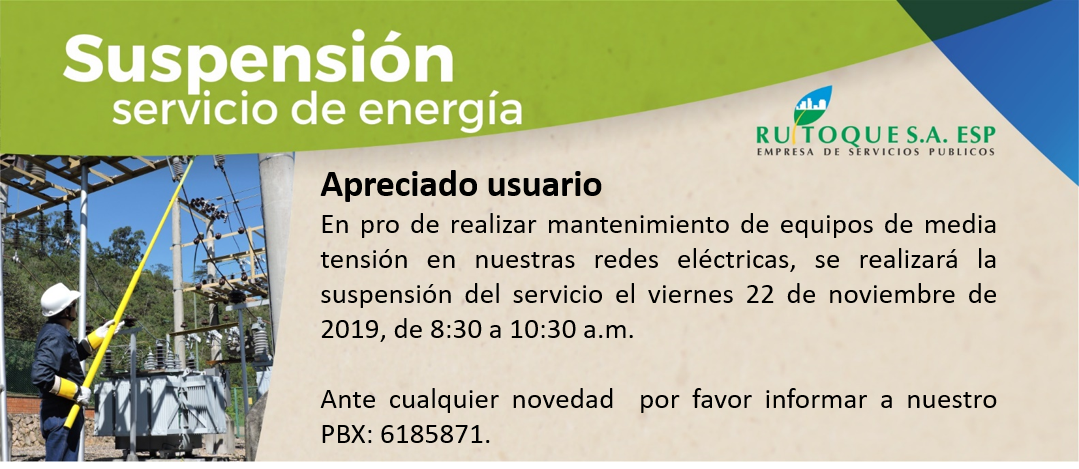 Suspensión
servicio de energía
RUITOQUE S.A. ESP
EMPRESA DE SERVICIOS PUBLICOS
Apreciado usuario
En pro de realizar mantenimiento de equipos de media
tensión en nuestras redes eléctricas, se realizará la
suspensión del servicio el viernes 22 de noviembre de
2019, de 8:30 a 10:30 a.m.
Ante cualquier novedad por favor informar a nuestro
PBX: 6185871.